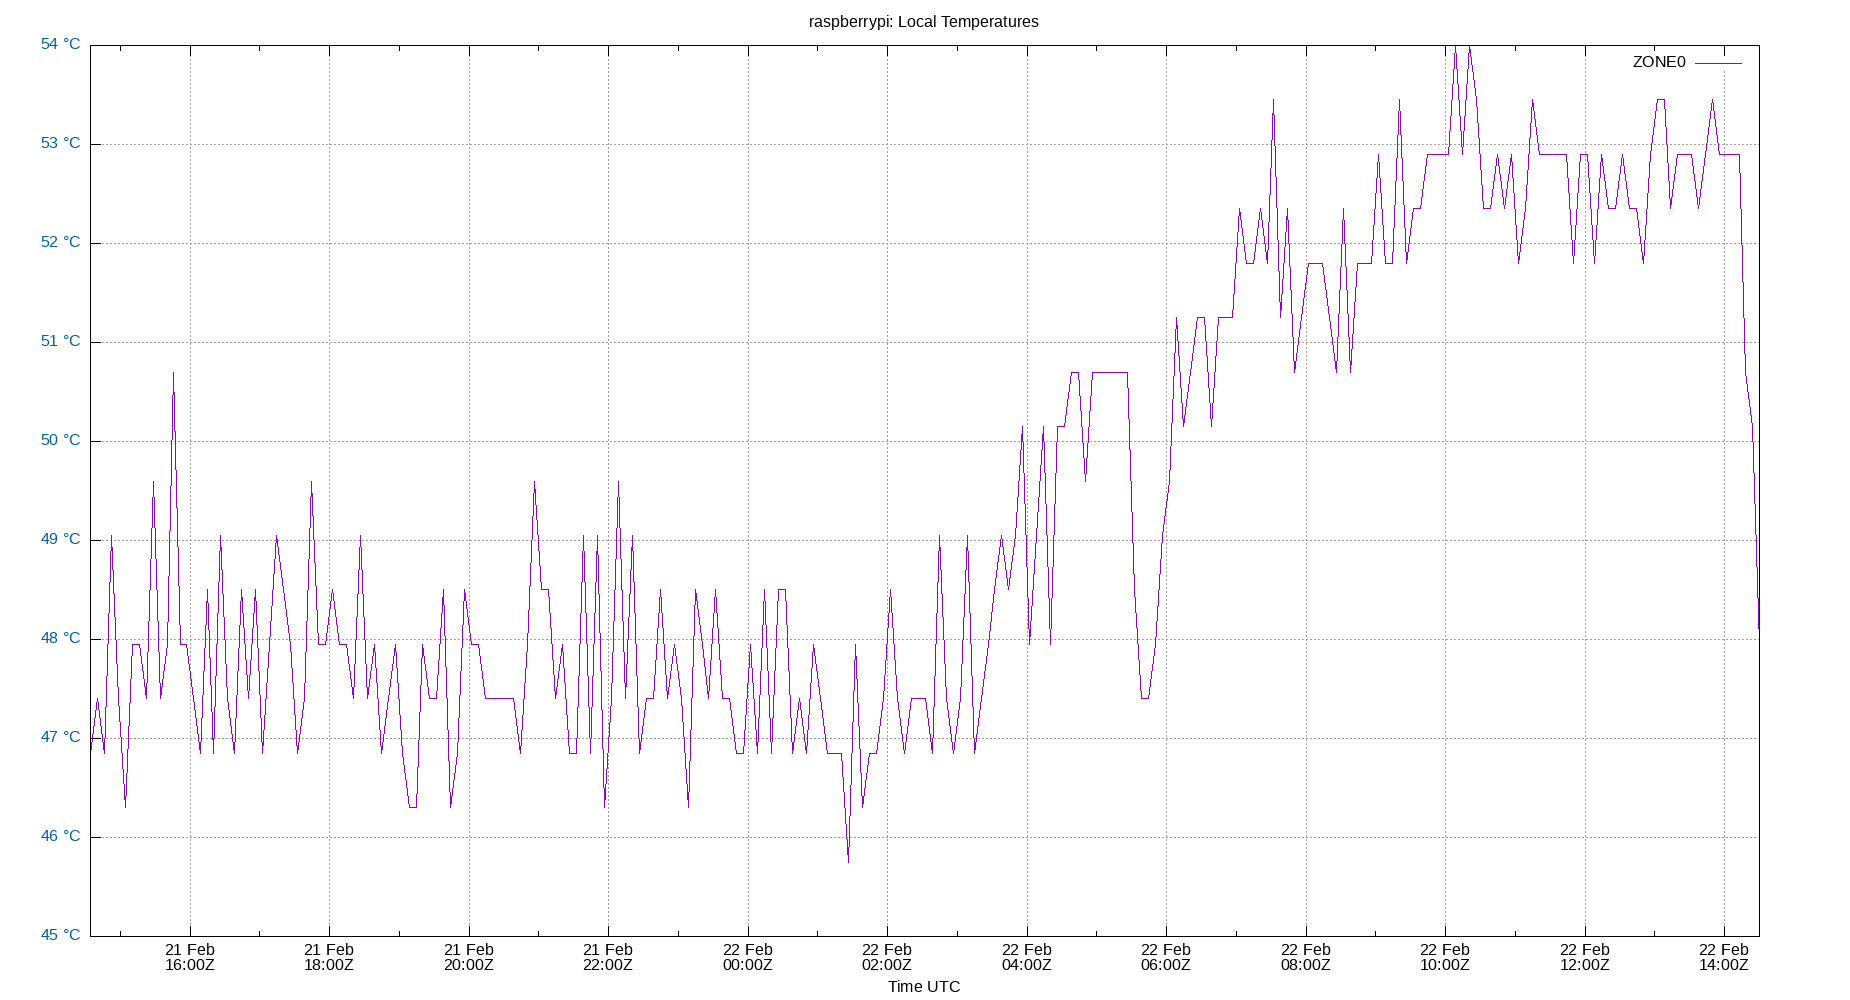 raspberrypi: Local Temperatures
54 °C
ZONE0
53 °C
52 °C
51 °C
50 °C
49 °C
48 °C
47 °C
46 °C
45 °C
21 Feb 21 Feb 21 Feb 21 Feb 22 Feb 22 Feb 22 Feb 22 Feb 22 Feb 22 Feb 22 Feb 22 Feb
16:00Z 18:00Z 20:00Z 22:00Z 00:00Z 02:00Z 04:00Z 06:00Z 08:00Z 10:00Z 12:00Z 14:00Z
Time UTC